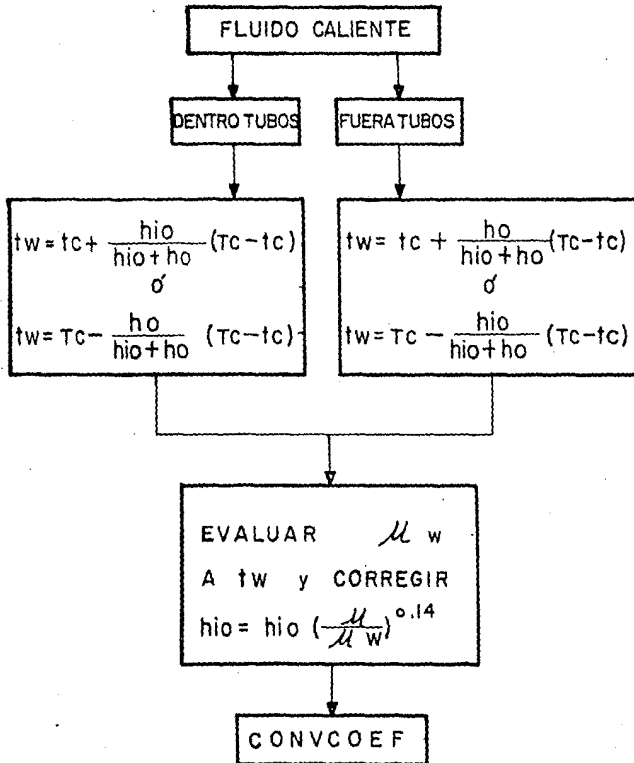 FLUIDO CALIENTE
DENTRO TUBOS
FUERA TUBOS
tw = tc + hio/(hio + ho) (Tc - tc)
ó
tw = Tc - ho/(hio + ho) (Tc - tc)
tw = tc + ho/(hio + ho) (Tc - tc)
ó
tw = Tc - hio/(hio + ho) (Tc - tc)
EVALUAR μ w
A tw y CORREGIR
hio = hio (μ/μ w)^0.14
CONVCOEF